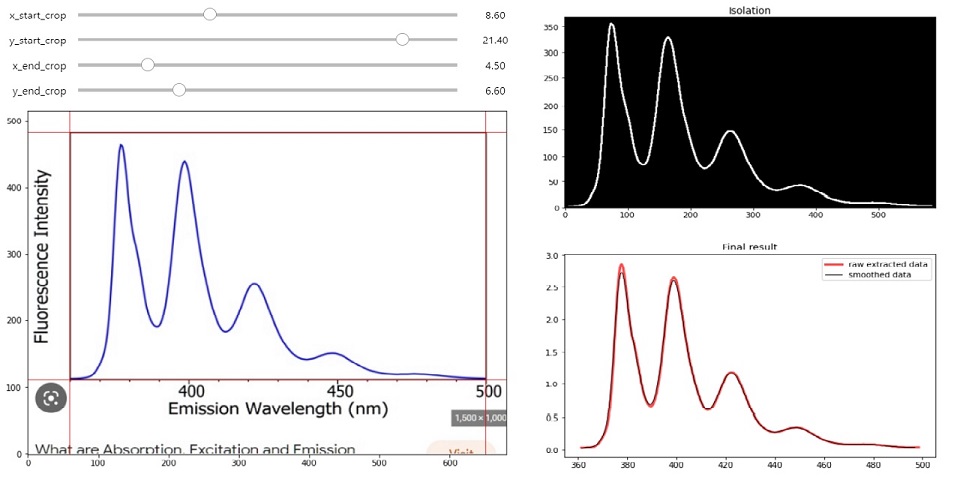 x_start_crop 8.60
y_start_crop 21.40
x_end_crop 4.50
y_end_crop 6.60
500
400
300
200
100
0
Fluorescence Intensity
400 450 500
Emission Wavelength (nm)
1,500 × 1,000
What are Absorption, Excitation and Emission
Visit
0 100 200 300 400 500 600
Isolation
350
300
250
200
150
100
50
0
0 100 200 300 400 500
Final result
raw extracted data
smoothed data
3.0
2.5
2.0
1.5
1.0
0.5
0.0
360 380 400 420 440 460 480 500